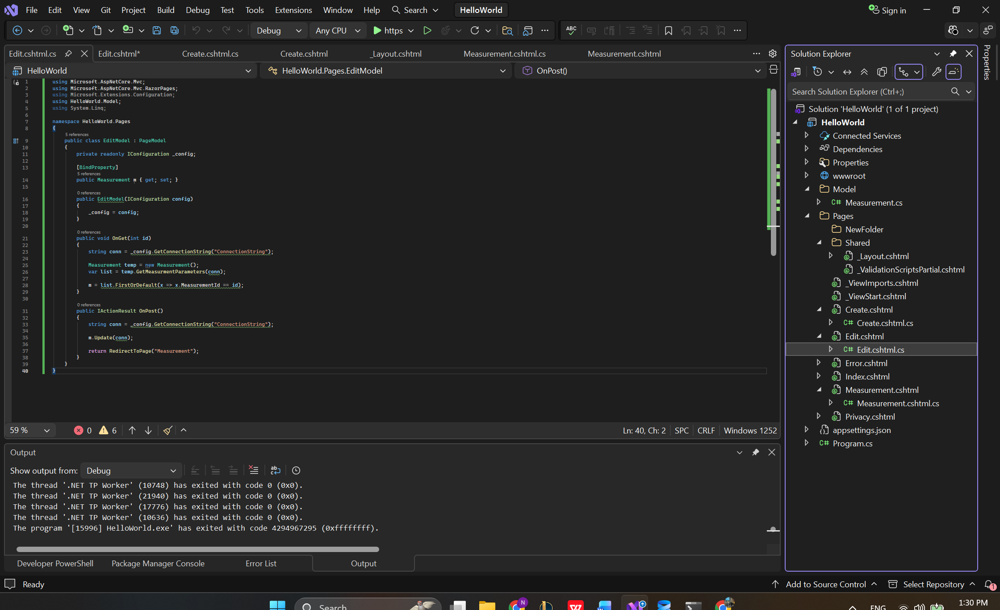 File Edit View Git Project Build Debug Test Tools Extensions Window Help Search HelloWorld Sign in
Debug Any CPU https
Edit.cshtml.cs Edit.cshtml* Create.cshtml.cs Create.cshtml _Layout.cshtml Measurement.cshtml.cs Measurement.cshtml
HelloWorld HelloWorld.Pages.EditModel OnPost()
1 using Microsoft.AspNetCore.Mvc;
2 using Microsoft.AspNetCore.Mvc.RazorPages;
3 using Microsoft.Extensions.Configuration;
4 using HelloWorld.Model;
5 using System.Linq;
6
7 namespace HelloWorld.Pages
8 {
5 references
9 public class EditModel : PageModel
10 {
11 private readonly IConfiguration _config;
12
13 [BindProperty]
5 references
14 public Measurement m { get; set; }
15
0 references
16 public EditModel(IConfiguration config)
17 {
18 _config = config;
19 }
20
0 references
21 public void OnGet(int id)
22 {
23 string conn = _config.GetConnectionString("ConnectionString");
24
25 Measurement temp = new Measurement();
26 var list = temp.GetMeasurmentParameters(conn);
27
28 m = list.FirstOrDefault(x => x.MeasurementId == id);
29 }
30
0 references
31 public IActionResult OnPost()
32 {
33 string conn = _config.GetConnectionString("ConnectionString");
34
35 m.Update(conn);
36
37 return RedirectToPage("Measurement");
38 }
39 }
40 }
59 % 0 6 Ln: 40, Ch: 2 SPC CRLF Windows 1252
Output
Show output from: Debug
The thread '.NET TP Worker' (10748) has exited with code 0 (0x0).
The thread '.NET TP Worker' (21940) has exited with code 0 (0x0).
The thread '.NET TP Worker' (17776) has exited with code 0 (0x0).
The thread '.NET TP Worker' (10636) has exited with code 0 (0x0).
The program '[15996] HelloWorld.exe' has exited with code 4294967295 (0xffffffff).
Developer PowerShell Package Manager Console Error List Output
Solution Explorer
Search Solution Explorer (Ctrl+;)
Solution 'HelloWorld' (1 of 1 project)
HelloWorld
Connected Services
Dependencies
Properties
wwwroot
Model
C# Measurement.cs
Pages
NewFolder
Shared
_Layout.cshtml
_ValidationScriptsPartial.cshtml
_ViewImports.cshtml
_ViewStart.cshtml
Create.cshtml
C# Create.cshtml.cs
Edit.cshtml
C# Edit.cshtml.cs
Error.cshtml
Index.cshtml
Measurement.cshtml
C# Measurement.cshtml.cs
Privacy.cshtml
appsettings.json
C# Program.cs
Properties
Ready Add to Source Control Select Repository 1
Search ENG 1:30 PM